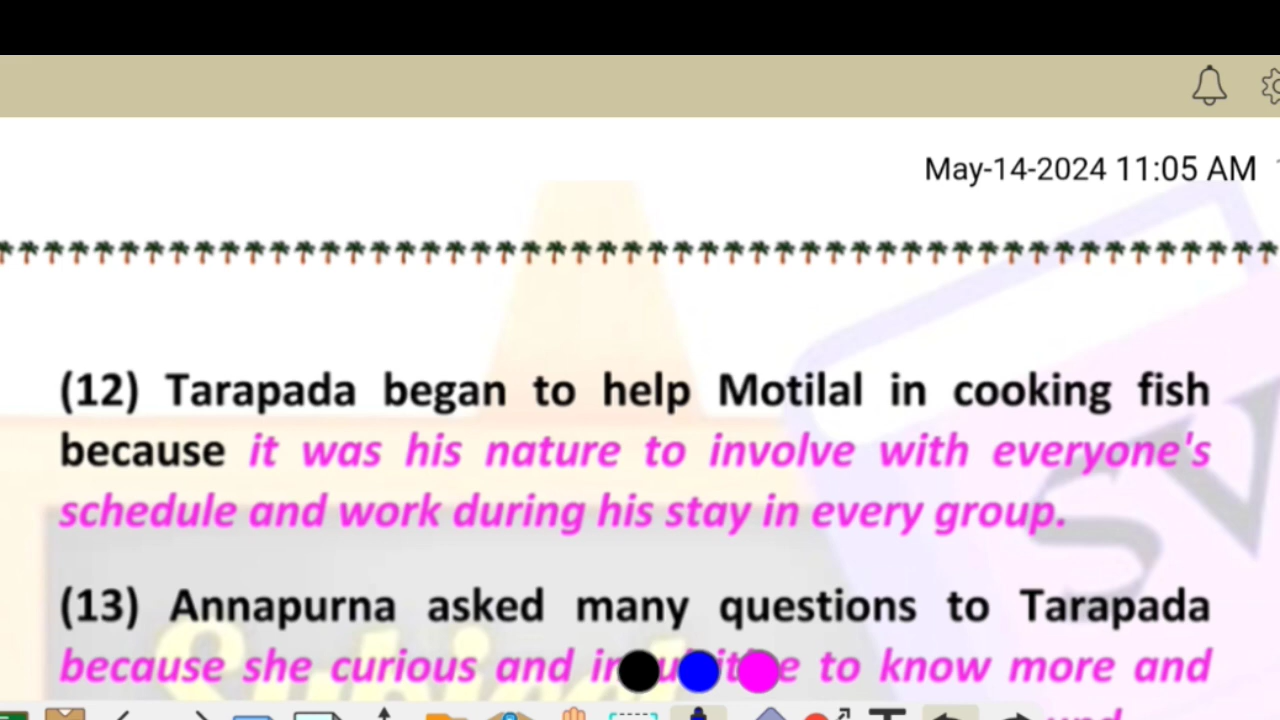 May-14-2024 11:05 AM
(12) Tarapada began to help Motilal in cooking fish
because it was his nature to involve with everyone's
schedule and work during his stay in every group.
(13) Annapurna asked many questions to Tarapada
because she curious and to know more and